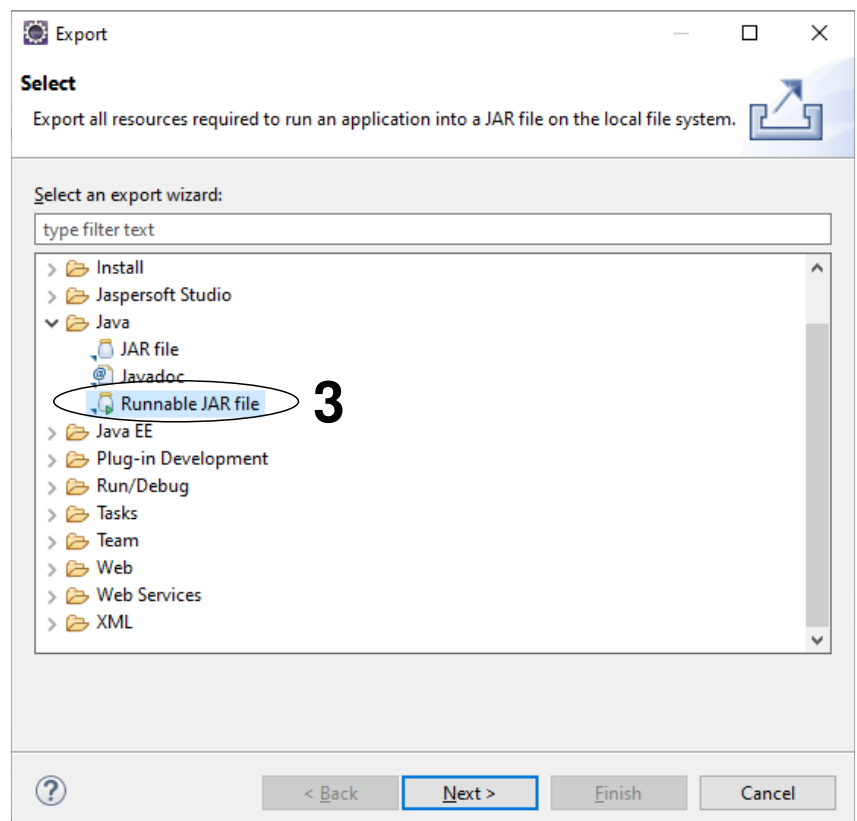 Export
Select
Export all resources required to run an application into a JAR file on the local file system.
Select an export wizard:
type filter text
Install
Jaspersoft Studio
Java
JAR file
Javadoc
Runnable JAR file
3
Java EE
Plug-in Development
Run/Debug
Tasks
Team
Web
Web Services
XML
?
< Back
Next >
Finish
Cancel